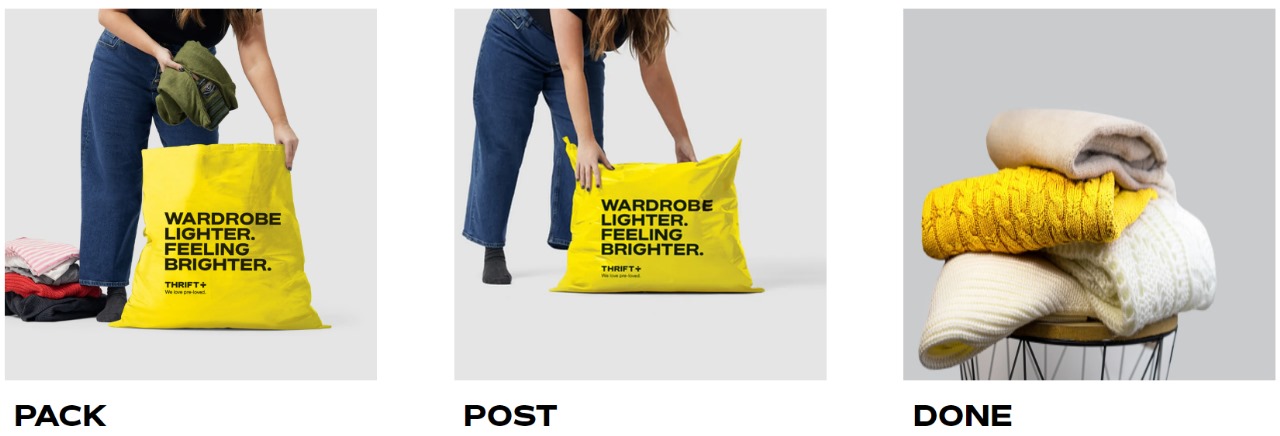 WARDROBE
LIGHTER.
FEELING
BRIGHTER.
THRIFT+
We love pre-loved.
WARDROBE
LIGHTER.
FEELING
BRIGHTER.
THRIFT+
We love pre-loved.
PACK
POST
DONE